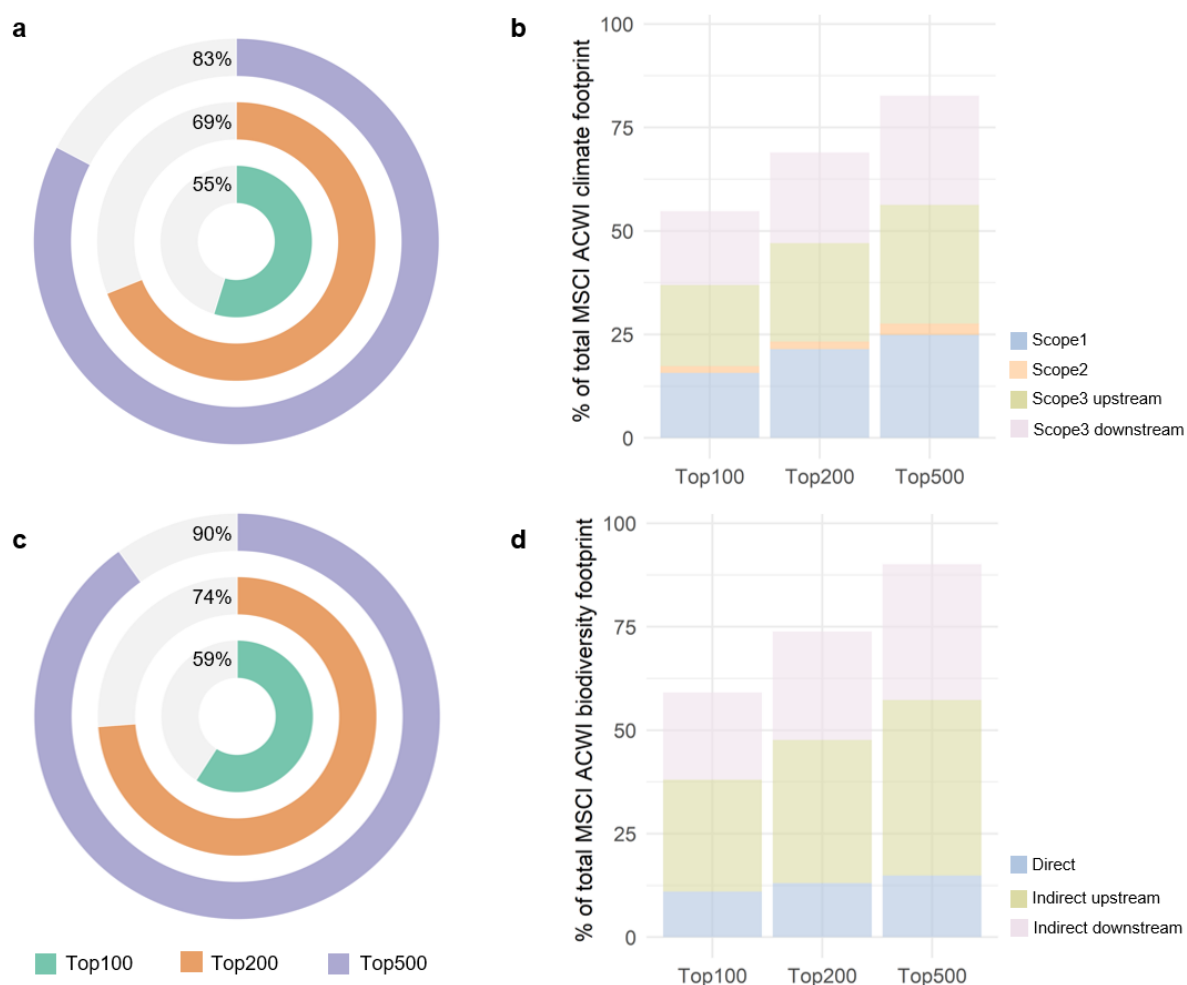 a
83%
69%
55%
b
% of total MSCI ACWI climate footprint
100
75
50
25
0
Top100
Top200
Top500
Scope1
Scope2
Scope3 upstream
Scope3 downstream
c
90%
74%
59%
Top100
Top200
Top500
d
% of total MSCI ACWI biodiversity footprint
100
75
50
25
0
Top100
Top200
Top500
Direct
Indirect upstream
Indirect downstream